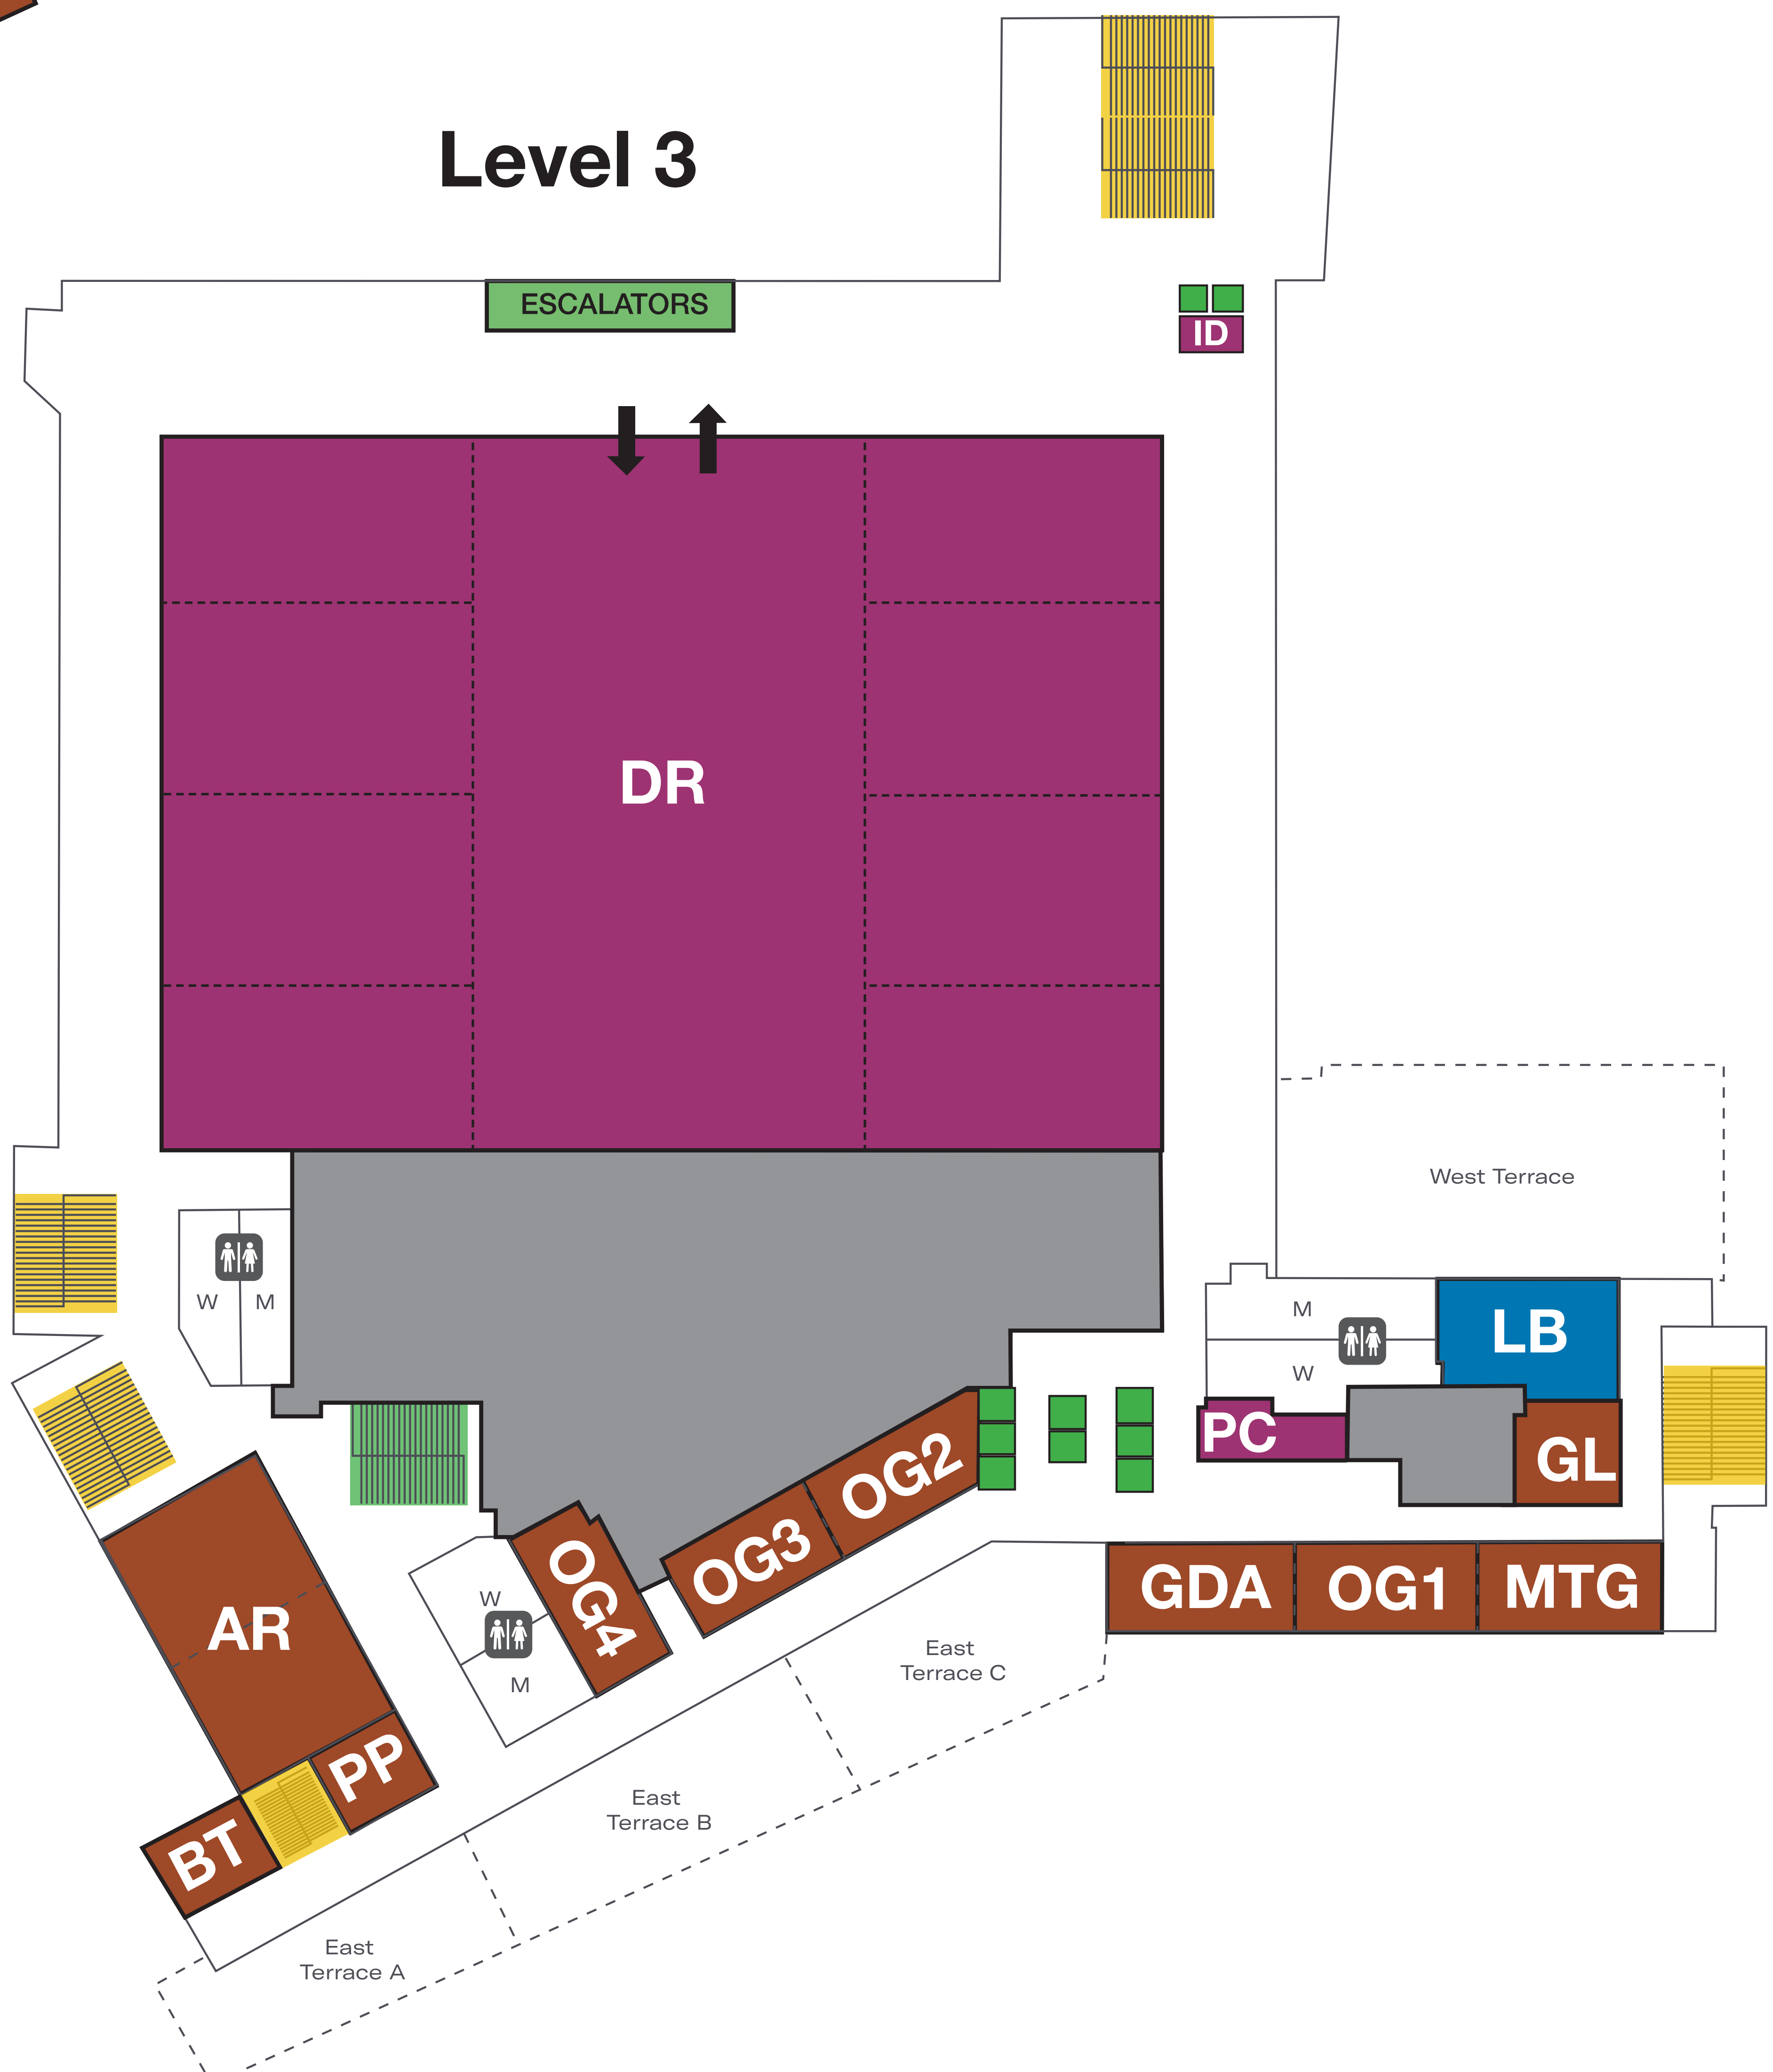 Level 3
ESCALATORS
ID
DR
West Terrace
W M
M
W
LB
PC
GL
OG2
OG3
OG4
GDA OG1 MTG
W
M
AR
PP
BT
East
Terrace C
East
Terrace B
East
Terrace A